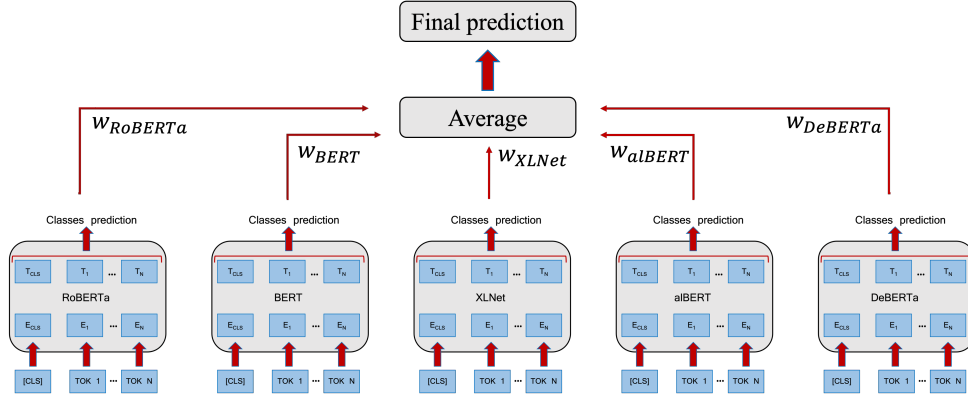 Final prediction
Average
w_RoBERTa
w_BERT
w_XLNet
w_alBERT
w_DeBERTa
Classes prediction
Classes prediction
Classes prediction
Classes prediction
Classes prediction
T_CLS T_1 ... T_N
RoBERTa
E_CLS E_1 ... E_N
[CLS] TOK 1 ... TOK N
T_CLS T_1 ... T_N
BERT
E_CLS E_1 ... E_N
[CLS] TOK 1 ... TOK N
T_CLS T_1 ... T_N
XLNet
E_CLS E_1 ... E_N
[CLS] TOK 1 ... TOK N
T_CLS T_1 ... T_N
alBERT
E_CLS E_1 ... E_N
[CLS] TOK 1 ... TOK N
T_CLS T_1 ... T_N
DeBERTa
E_CLS E_1 ... E_N
[CLS] TOK 1 ... TOK N